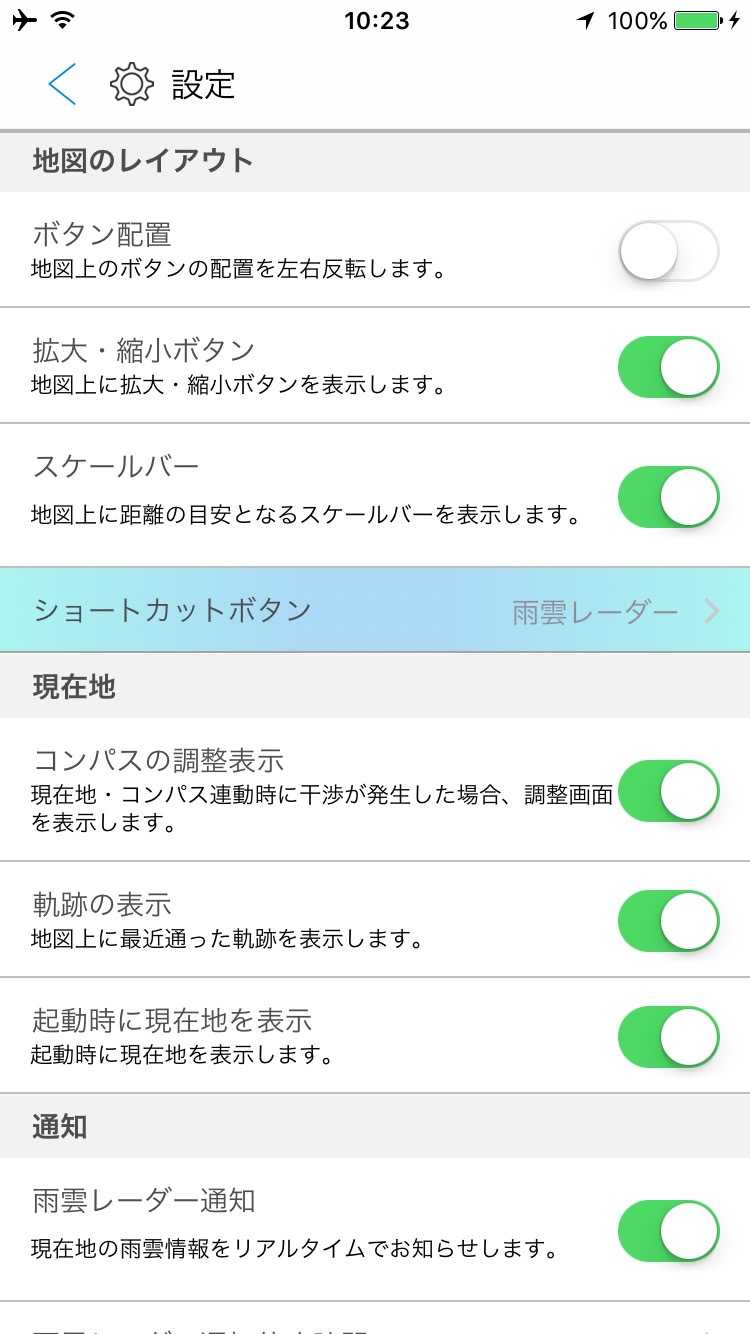 10:23
100%
設定
地図のレイアウト
ボタン配置
地図上のボタンの配置を左右反転します。
拡大・縮小ボタン
地図上に拡大・縮小ボタンを表示します。
スケールバー
地図上に距離の目安となるスケールバーを表示します。
ショートカットボタン 雨雲レーダー
現在地
コンパスの調整表示
現在地・コンパス連動時に干渉が発生した場合、調整画面
を表示します。
軌跡の表示
地図上に最近通った軌跡を表示します。
起動時に現在地を表示
起動時に現在地を表示します。
通知
雨雲レーダー通知
現在地の雨雲情報をリアルタイムでお知らせします。